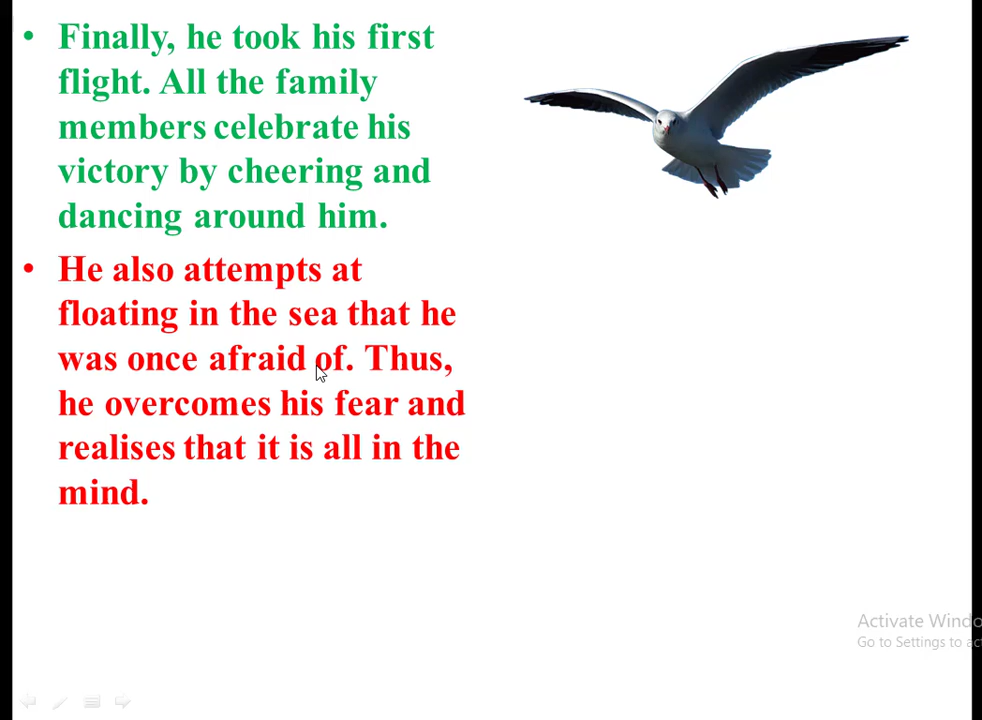 • Finally, he took his first
flight. All the family
members celebrate his
victory by cheering and
dancing around him.
• He also attempts at
floating in the sea that he
was once afraid of. Thus,
he overcomes his fear and
realises that it is all in the
mind.
Activate Windo
Go to Settings to ac